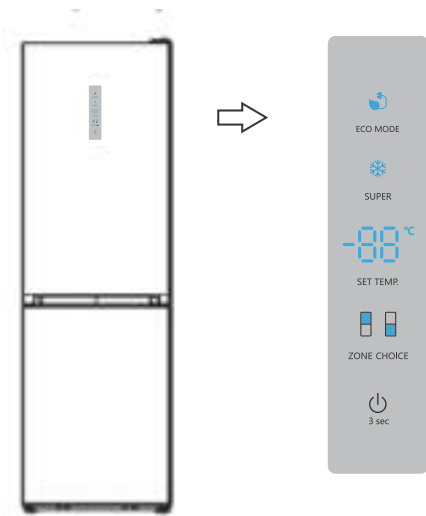 ECO MODE
SUPER
-88 °C
SET TEMP.
ZONE CHOICE
3 sec